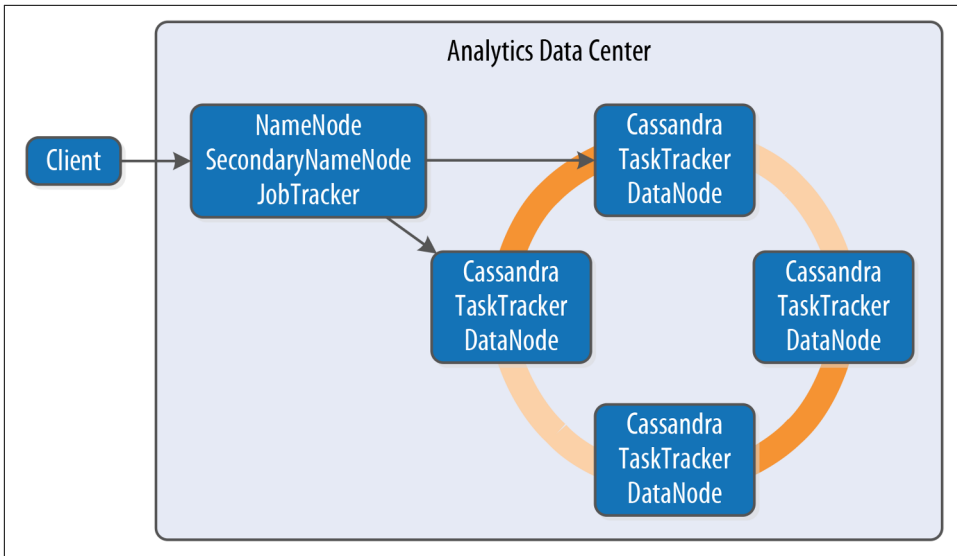 Analytics Data Center
Client
NameNode
SecondaryNameNode
JobTracker
Cassandra
TaskTracker
DataNode
Cassandra
TaskTracker
DataNode
Cassandra
TaskTracker
DataNode
Cassandra
TaskTracker
DataNode